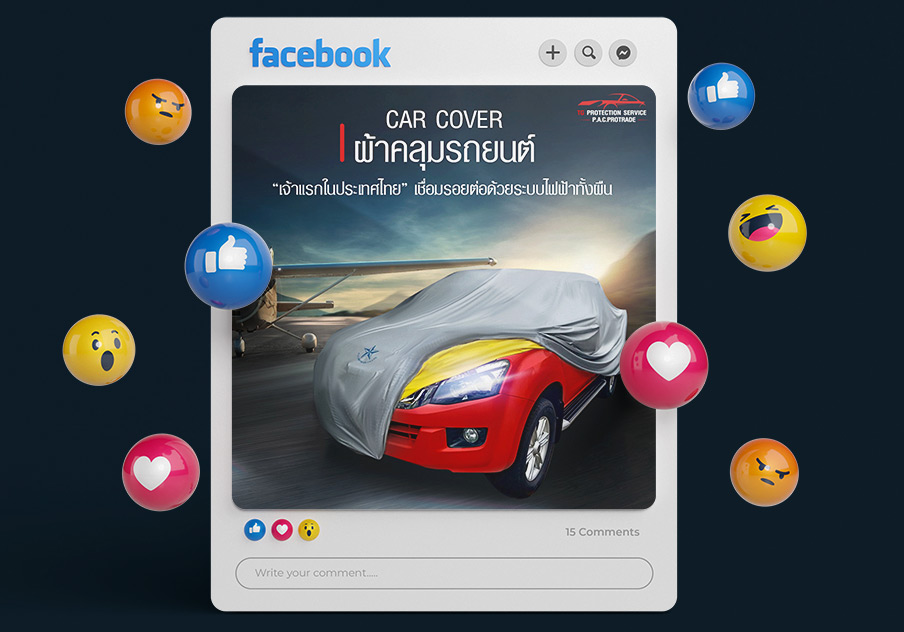 facebook
CAR COVER
ผ้าคลุมรถยนต์
“เจ้าแรกในประเทศไทย” เชื่อมรอยต่อด้วยระบบไฟฟ้าทั้งผืน
PROTECTION SERVICE
P.A.C.PROTRADE
15 Comments
Write your comment.....